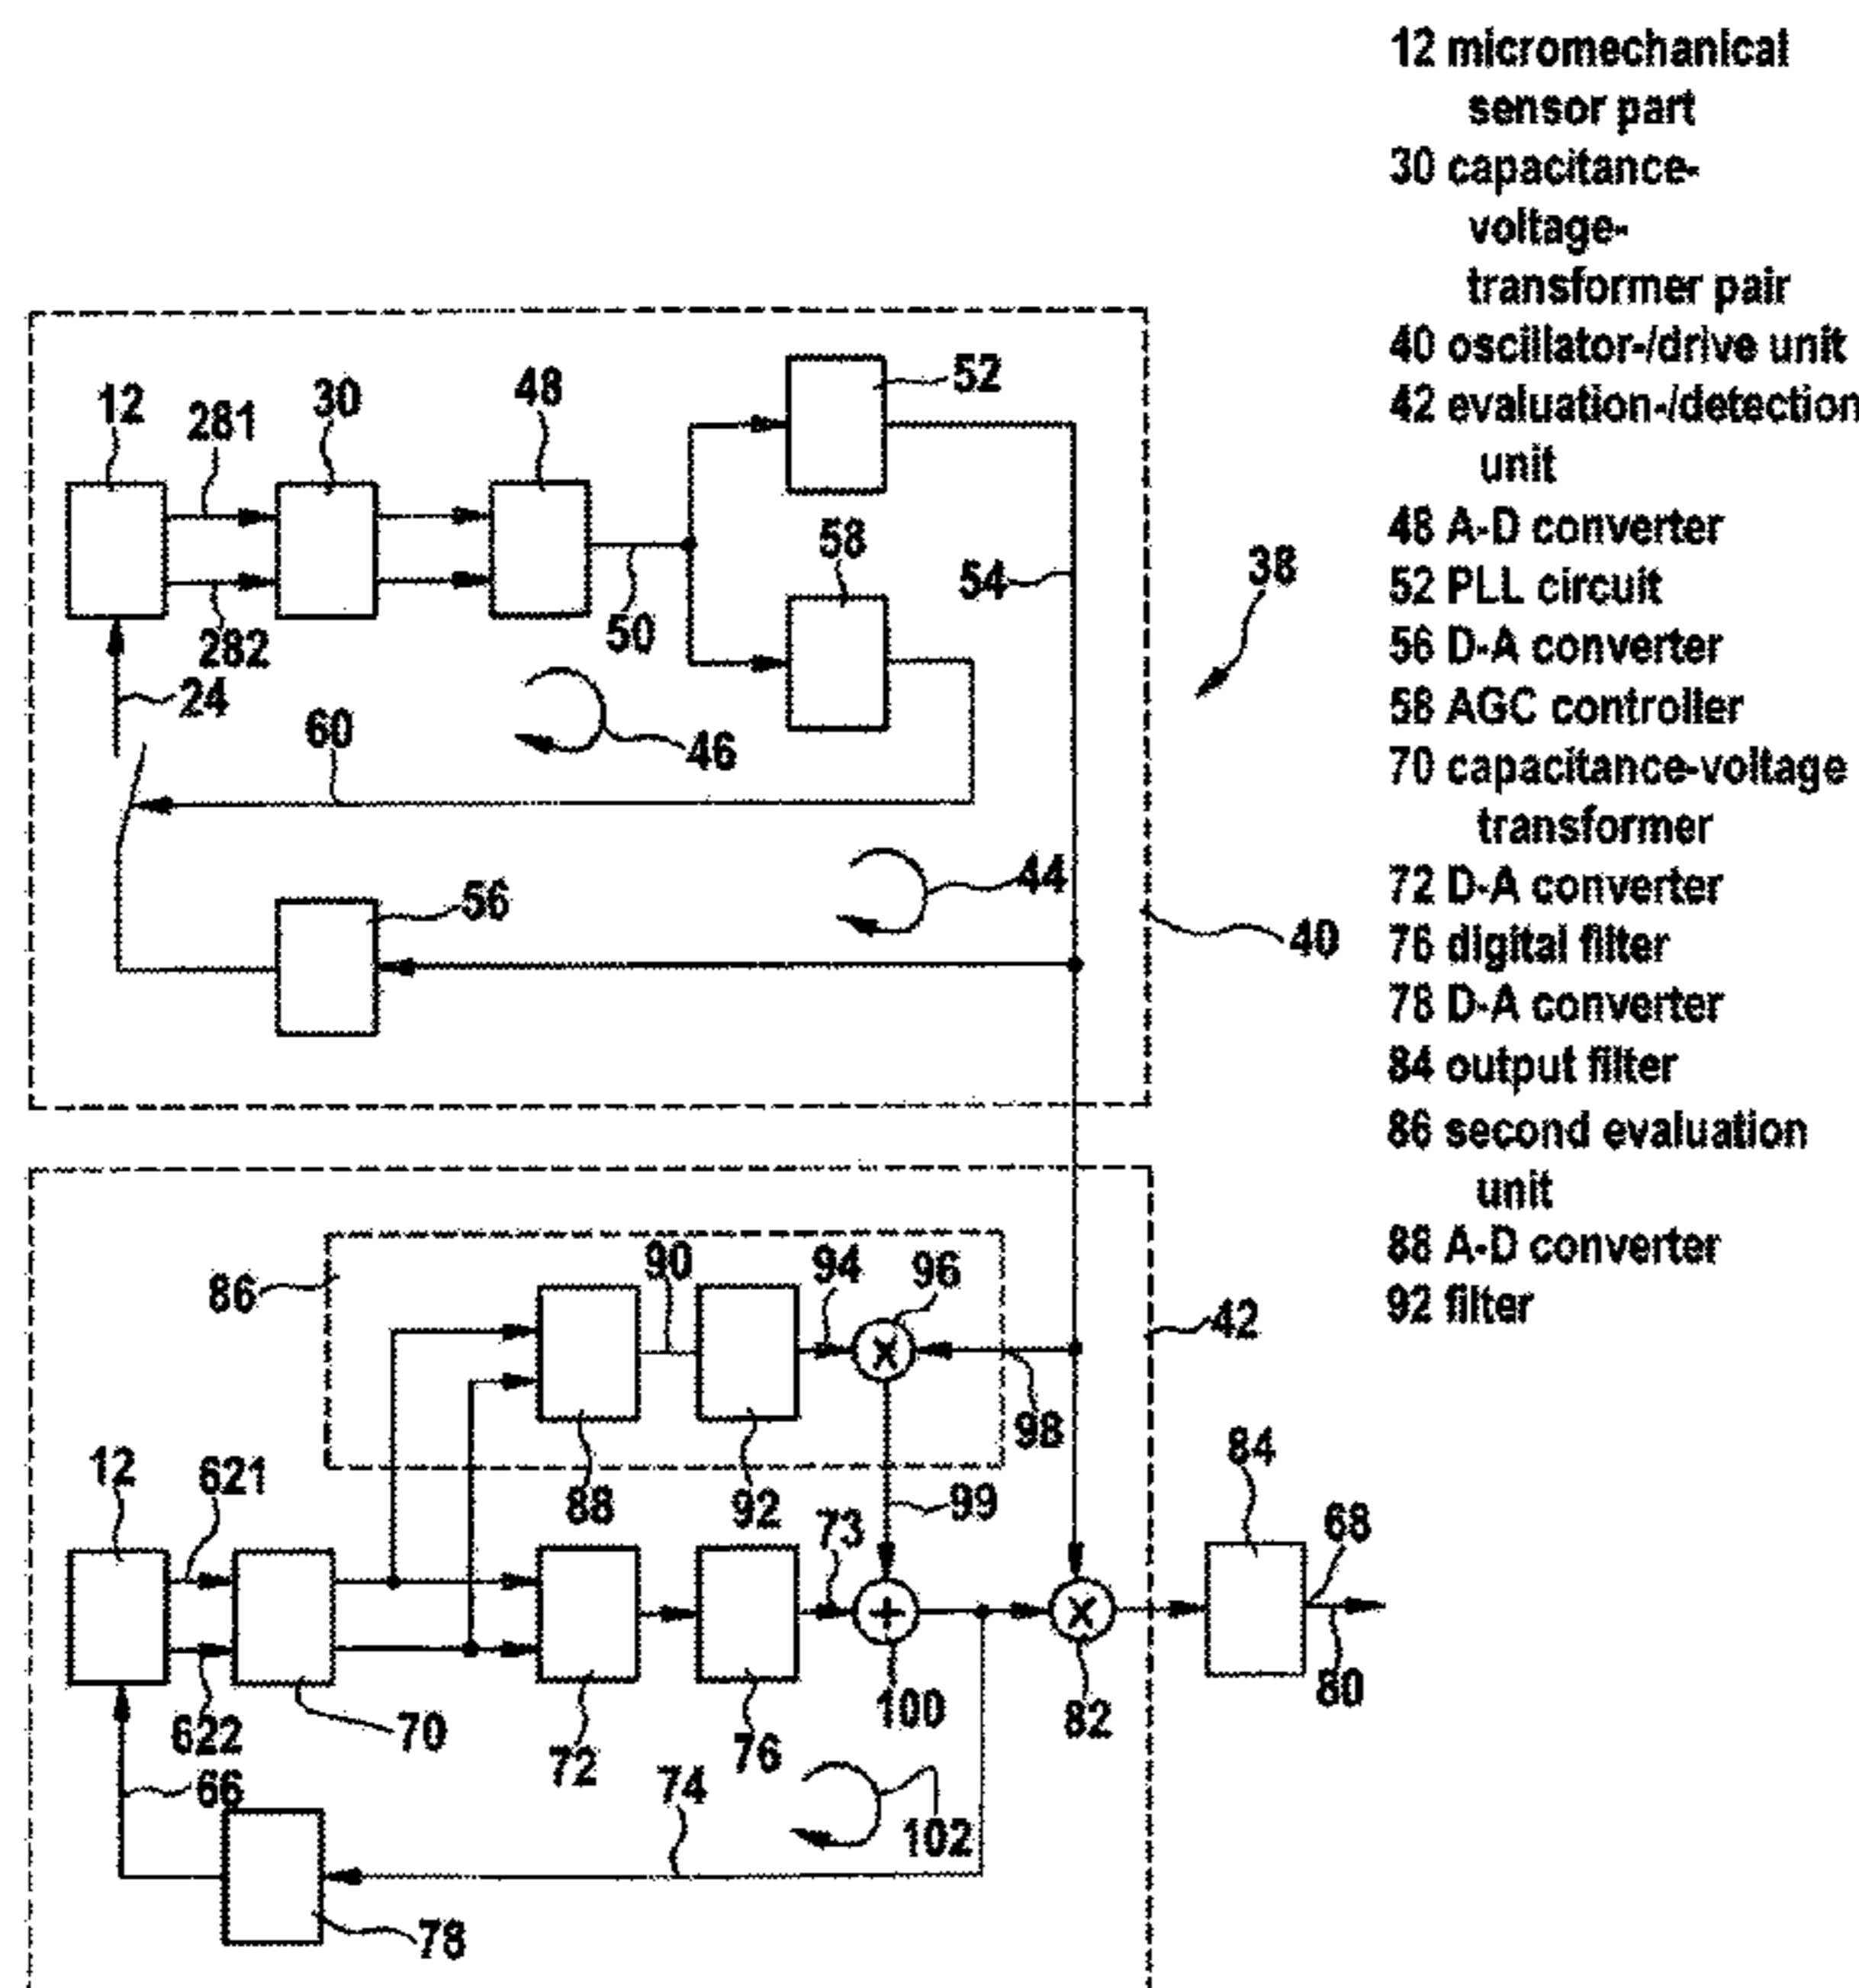 12 micromechanical
sensor part
30 capacitance-
voltage-
transformer pair
40 oscillator-/drive unit
42 evaluation-/detection
unit
48 A-D converter
52 PLL circuit
56 D-A converter
58 AGC controller
70 capacitance-voltage
transformer
72 D-A converter
76 digital filter
78 D-A converter
84 output filter
86 second evaluation
unit
88 A-D converter
92 filter
12
281
30
48
52
282
24
50
58
54
38
60
46
56
44
40
86
90
94
96
42
98
12
621
88
92
99
73
84
68
622
70
72
76
100
82
80
66
74
102
78